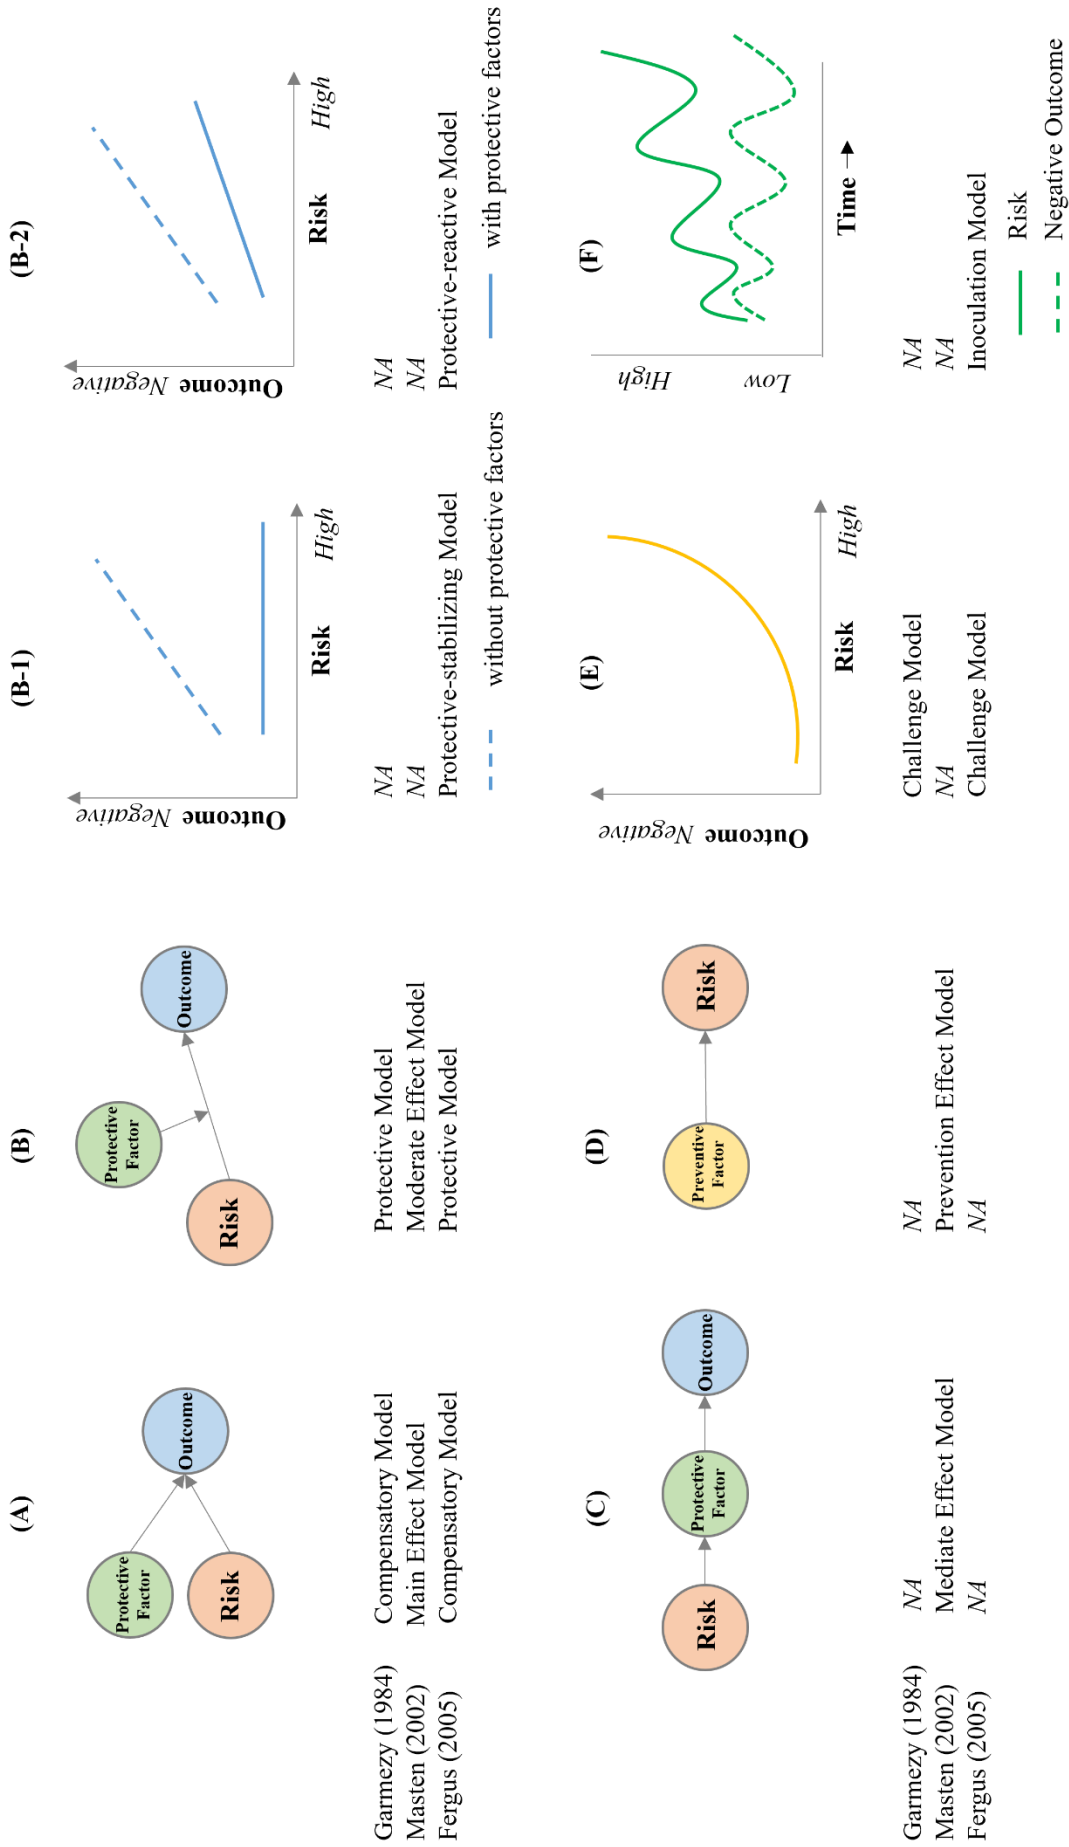 (A)
Protective
Factor
Risk
Outcome
(B)
Protective
Factor
Risk
Outcome
(B-1)
Outcome Negative
Risk
High
(B-2)
Outcome Negative
Risk
High
Garmezy (1984)
Masten (2002)
Fergus (2005)
Compensatory Model
Main Effect Model
Compensatory Model
Protective Model
Moderate Effect Model
Protective Model
NA
NA
Protective-stabilizing Model
NA
NA
Protective-reactive Model
without protective factors
with protective factors
(C)
Risk
Protective
Factor
Outcome
(D)
Preventive
Factor
Risk
(E)
Outcome Negative
Risk
High
(F)
Low
High
Time
Garmezy (1984)
Masten (2002)
Fergus (2005)
NA
Mediate Effect Model
NA
NA
Prevention Effect Model
NA
Challenge Model
NA
Challenge Model
NA
NA
Inoculation Model
Risk
Negative Outcome